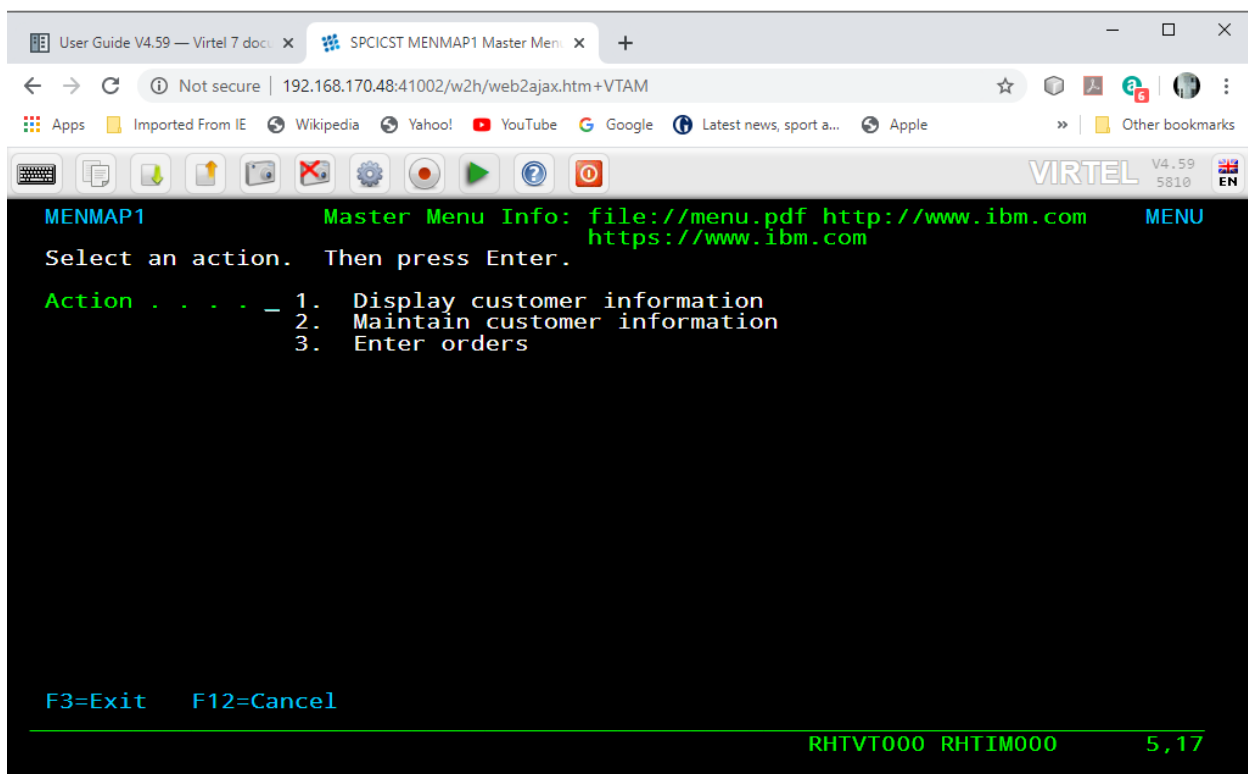 User Guide V4.59 — Virtel 7 docu SPCICST MENMAP1 Master Menu
Not secure | 192.168.170.48:41002/w2h/web2ajax.htm+VTAM
6
Apps Imported From IE Wikipedia Yahoo! YouTube G Google Latest news, sport a... Apple » Other bookmarks
VIRTEL V4.59
5810 EN
MENMAP1 Master Menu Info: file://menu.pdf http://www.ibm.com MENU
https://www.ibm.com
Select an action. Then press Enter.
Action . . . . _ 1. Display customer information
2. Maintain customer information
3. Enter orders
F3=Exit F12=Cancel
RHTVT000 RHTIM000 5,17